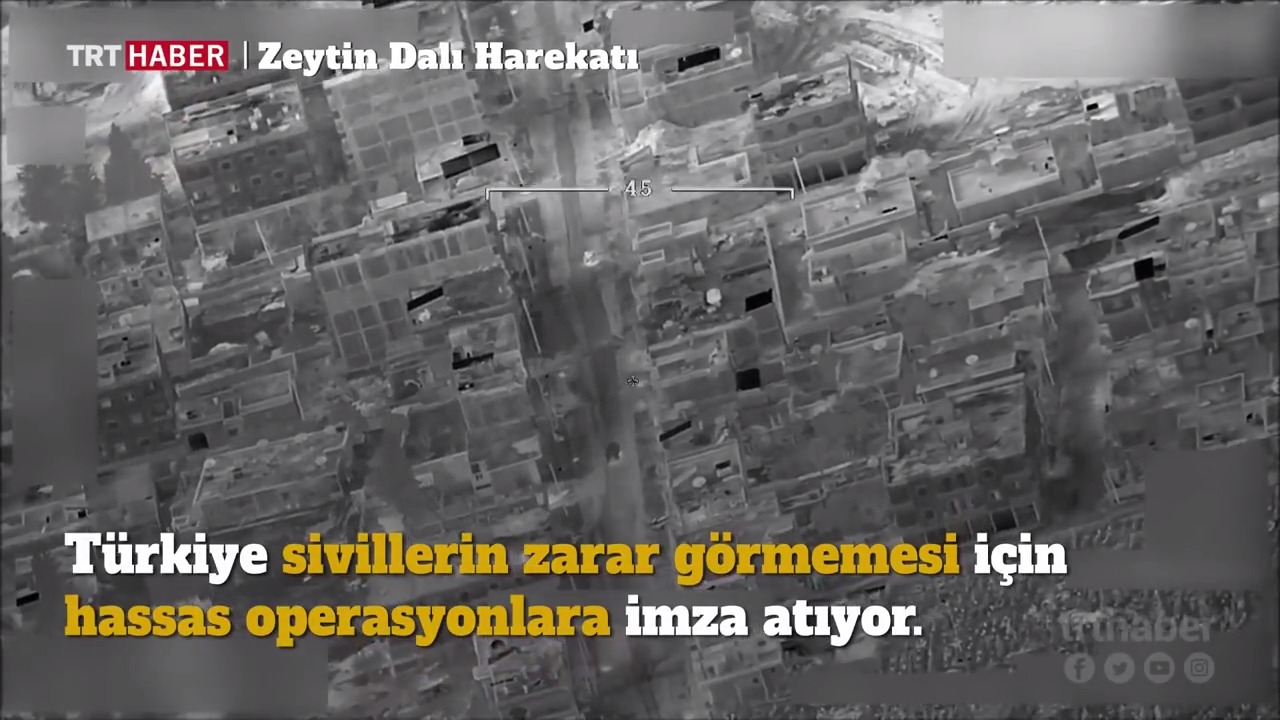 TRT HABER | Zeytin Dalı Harekatı
45
Türkiye sivillerin zarar görmemesi için
hassas operasyonlara imza atıyor.
trthaber